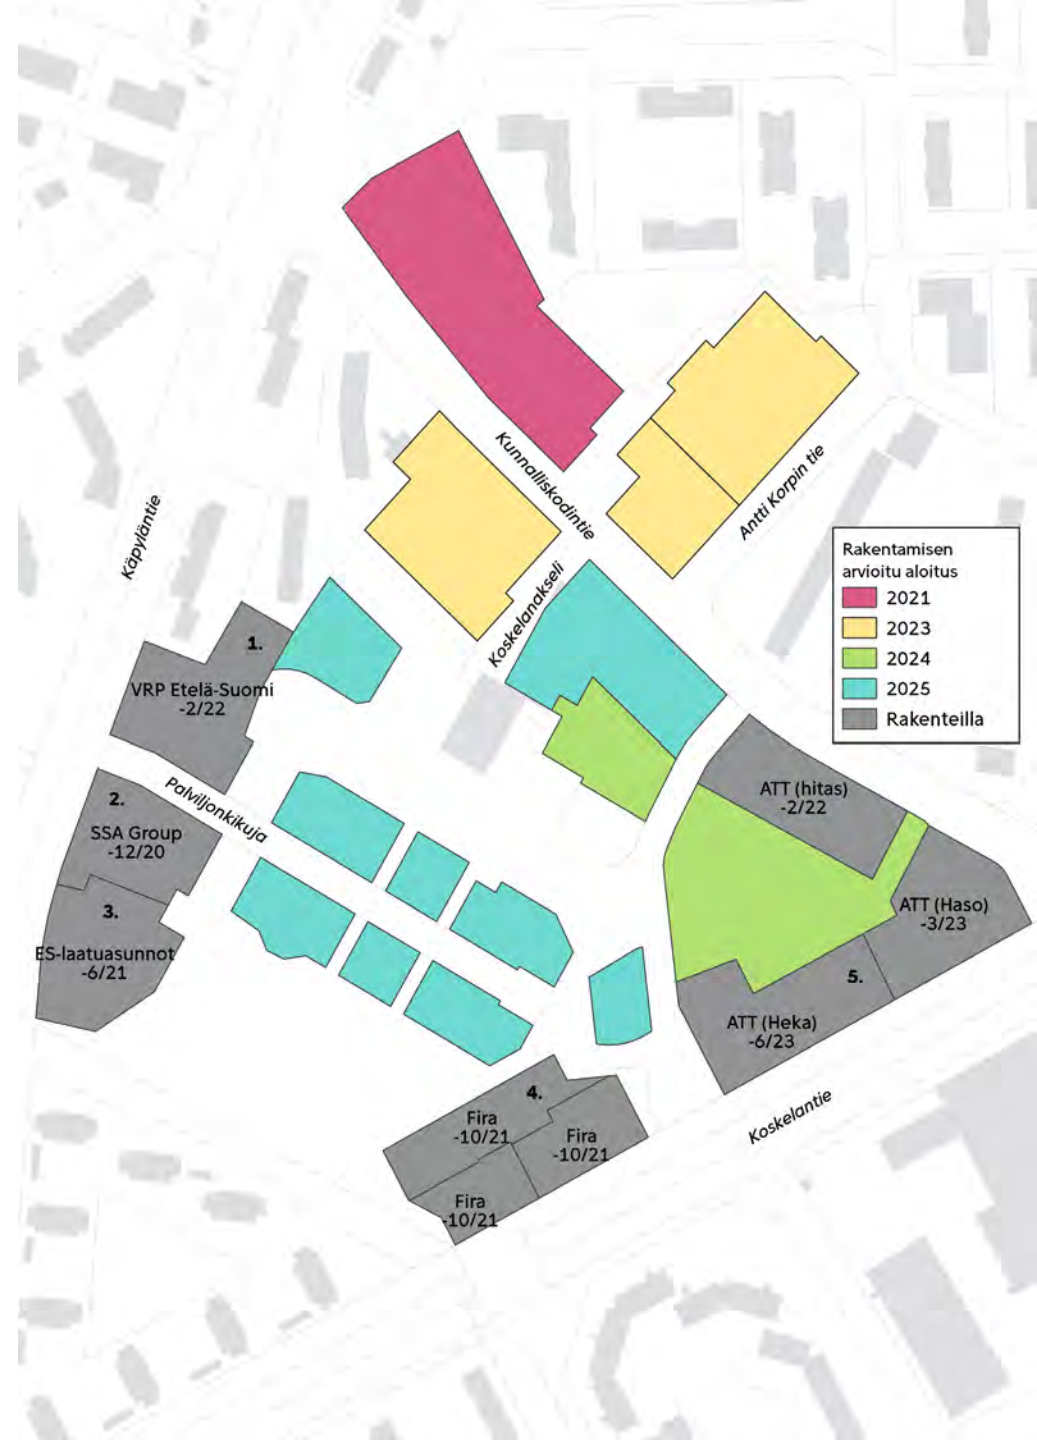 Kunnalliskodintie
Antti Korpin tie
Käpyläntie
Koskelanakseli
Rakentamisen
arvioitu aloitus
2021
2023
2024
2025
Rakenteilla
1.
VRP Etelä-Suomi
-2/22
Palviljonkikuja
2.
SSA Group
-12/20
3.
ES-laatuasunnot
-6/21
ATT (hitas)
-2/22
ATT (Haso)
-3/23
5.
ATT (Heka)
-6/23
4.
Fira
-10/21
Fira
-10/21
Fira
-10/21
Koskelantie